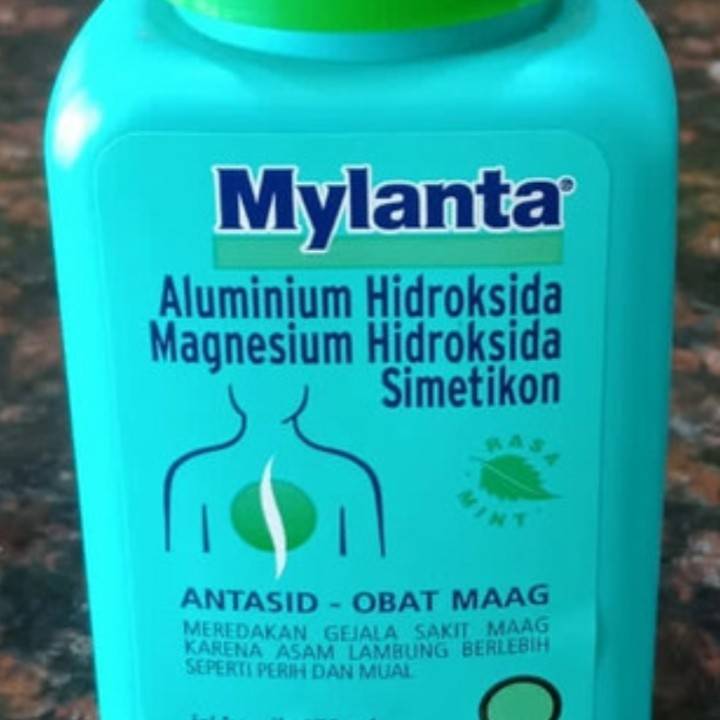 Mylanta®
Aluminium Hidroksida
Magnesium Hidroksida
Simetikon
RASA
MINT
ANTASID - OBAT MAAG
MEREDAKAN GEJALA SAKIT MAAG
KARENA ASAM LAMBUNG BERLEBIH
SEPERTI PERIH DAN MUAL